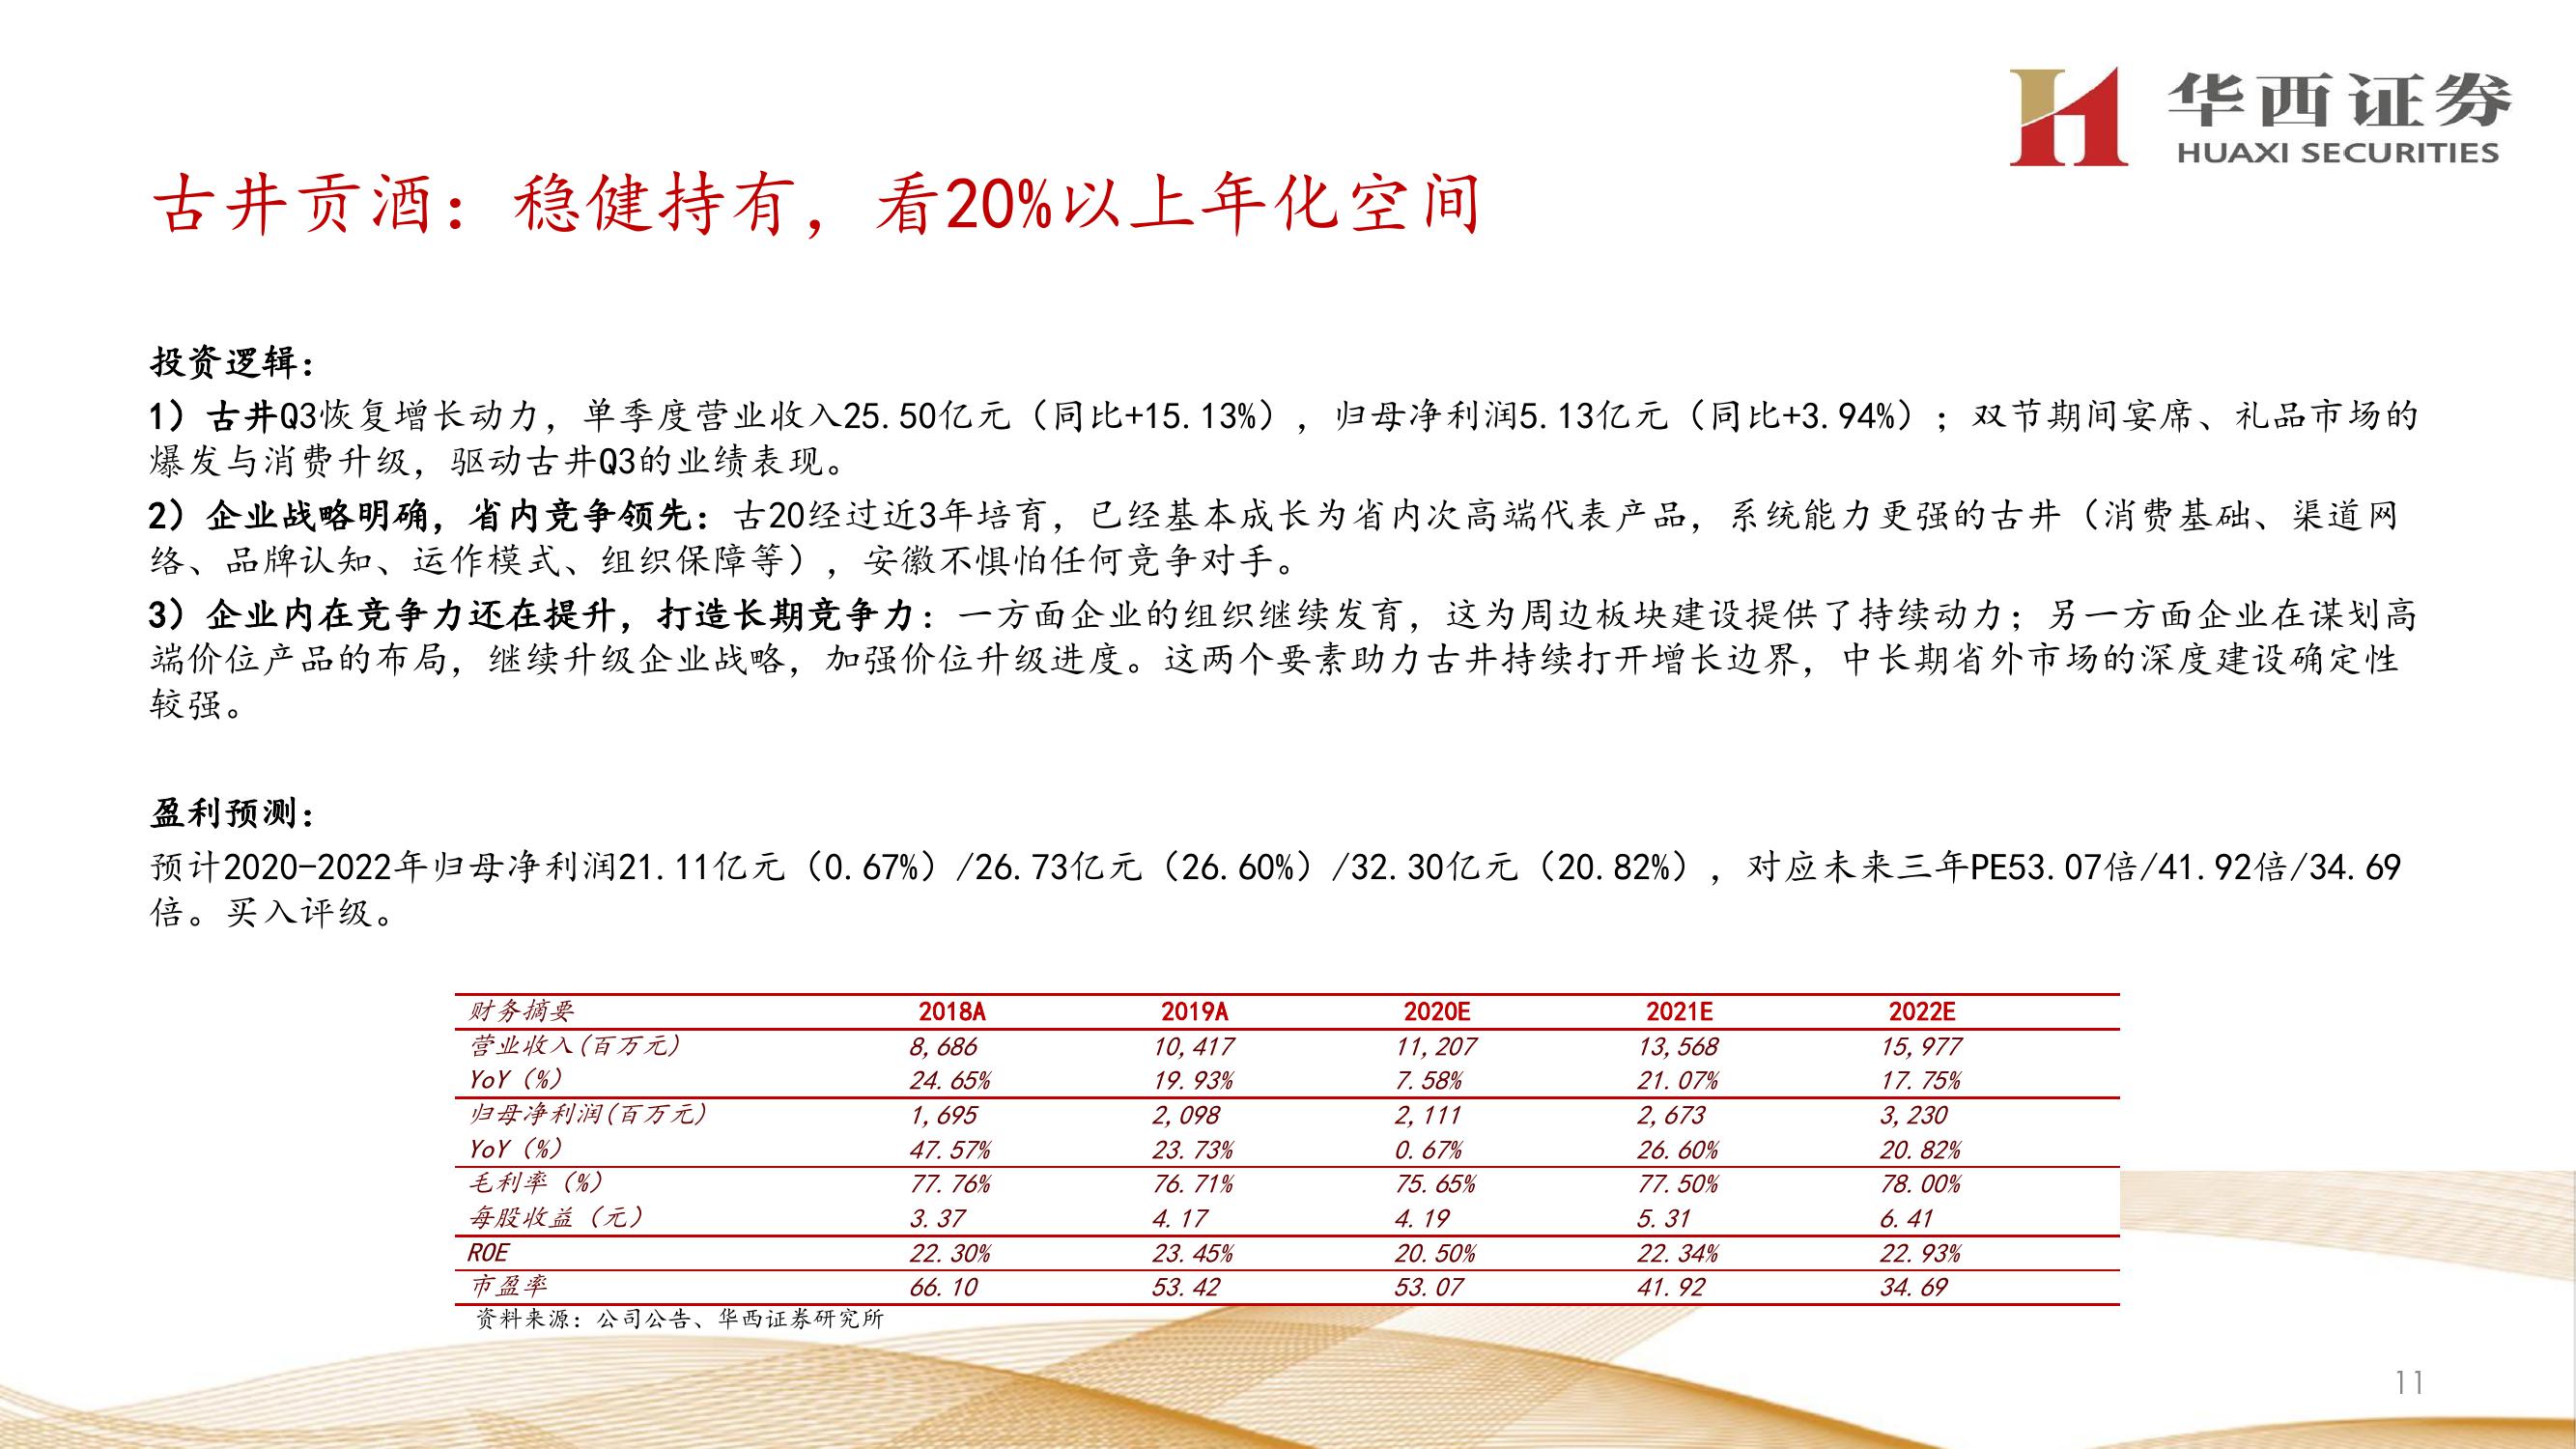 华西证券
HUAXI SECURITIES
古井贡酒：稳健持有，看20%以上年化空间
投资逻辑：
1）古井Q3恢复增长动力，单季度营业收入25.50亿元（同比+15.13%），归母净利润5.13亿元（同比+3.94%）；双节期间宴席、礼品市场的
爆发与消费升级，驱动古井Q3的业绩表现。
2）企业战略明确，省内竞争领先：古20经过近3年培育，已经基本成长为省内次高端代表产品，系统能力更强的古井（消费基础、渠道网
络、品牌认知、运作模式、组织保障等），安徽不惧怕任何竞争对手。
3）企业内在竞争力还在提升，打造长期竞争力：一方面企业的组织继续发育，这为周边板块建设提供了持续动力；另一方面企业在谋划高
端价位产品的布局，继续升级企业战略，加强价位升级进度。这两个要素助力古井持续打开增长边界，中长期省外市场的深度建设确定性
较强。
盈利预测：
预计2020-2022年归母净利润21.11亿元（0.67%）/26.73亿元（26.60%）/32.30亿元（20.82%），对应未来三年PE53.07倍/41.92倍/34.69
倍。买入评级。
财务摘要 2018A 2019A 2020E 2021E 2022E
营业收入(百万元) 8,686 10,417 11,207 13,568 15,977
YoY（%） 24.65% 19.93% 7.58% 21.07% 17.75%
归母净利润(百万元) 1,695 2,098 2,111 2,673 3,230
YoY（%） 47.57% 23.73% 0.67% 26.60% 20.82%
毛利率（%） 77.76% 76.71% 75.65% 77.50% 78.00%
每股收益（元） 3.37 4.17 4.19 5.31 6.41
ROE 22.30% 23.45% 20.50% 22.34% 22.93%
市盈率 66.10 53.42 53.07 41.92 34.69
资料来源：公司公告、华西证券研究所
11